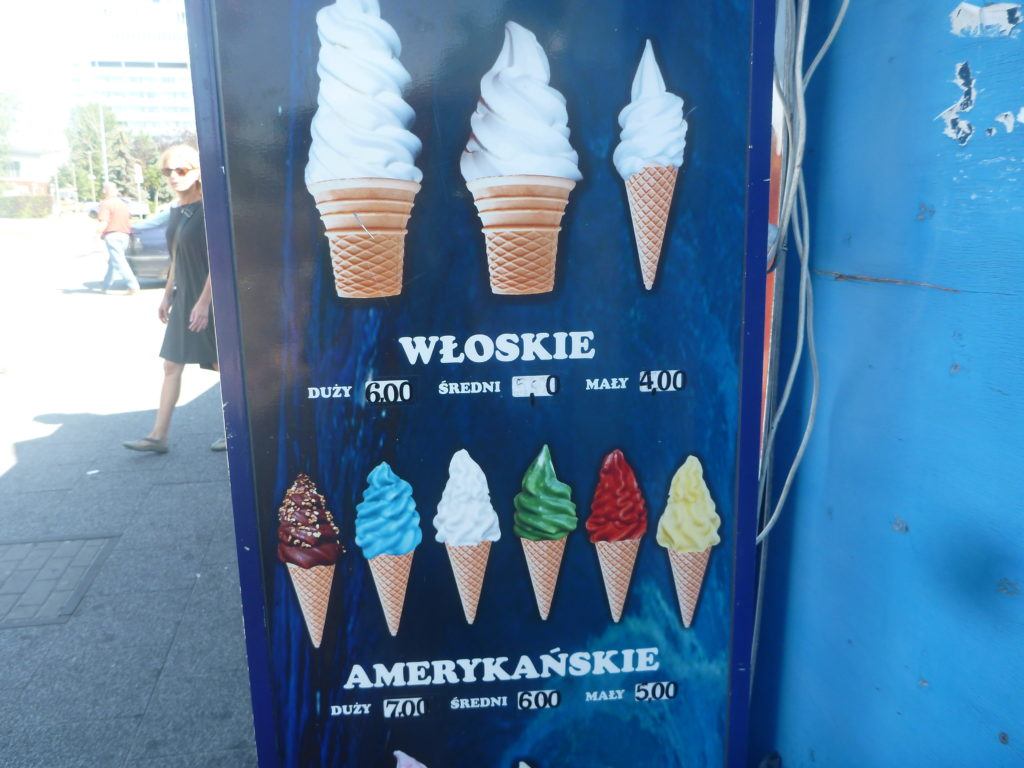 WŁOSKIE
DUŻY 6,00 ŚREDNI MAŁY 4,00
AMERYKAŃSKIE
DUŻY 7,00 ŚREDNI 6,00 MAŁY 5,00